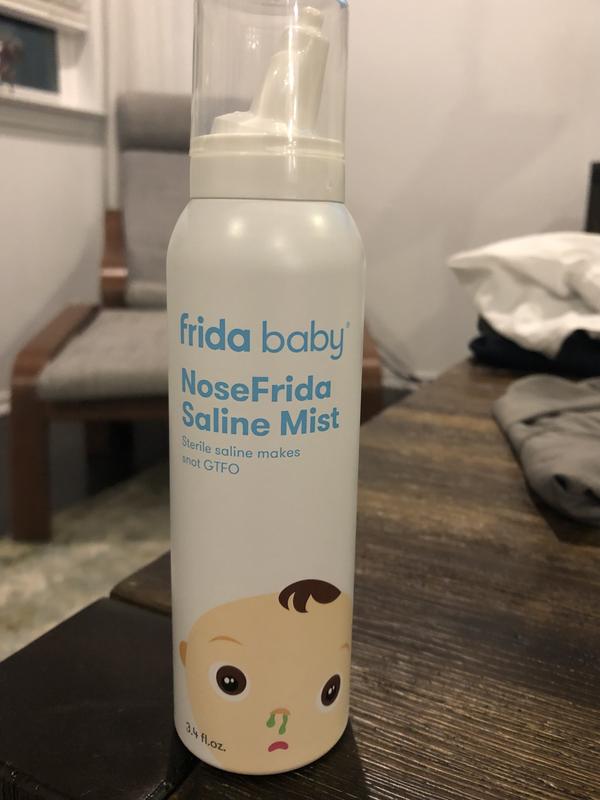 frida baby®
NoseFrida
Saline Mist
Sterile saline makes
snot GTFO
3.4 fl.oz.